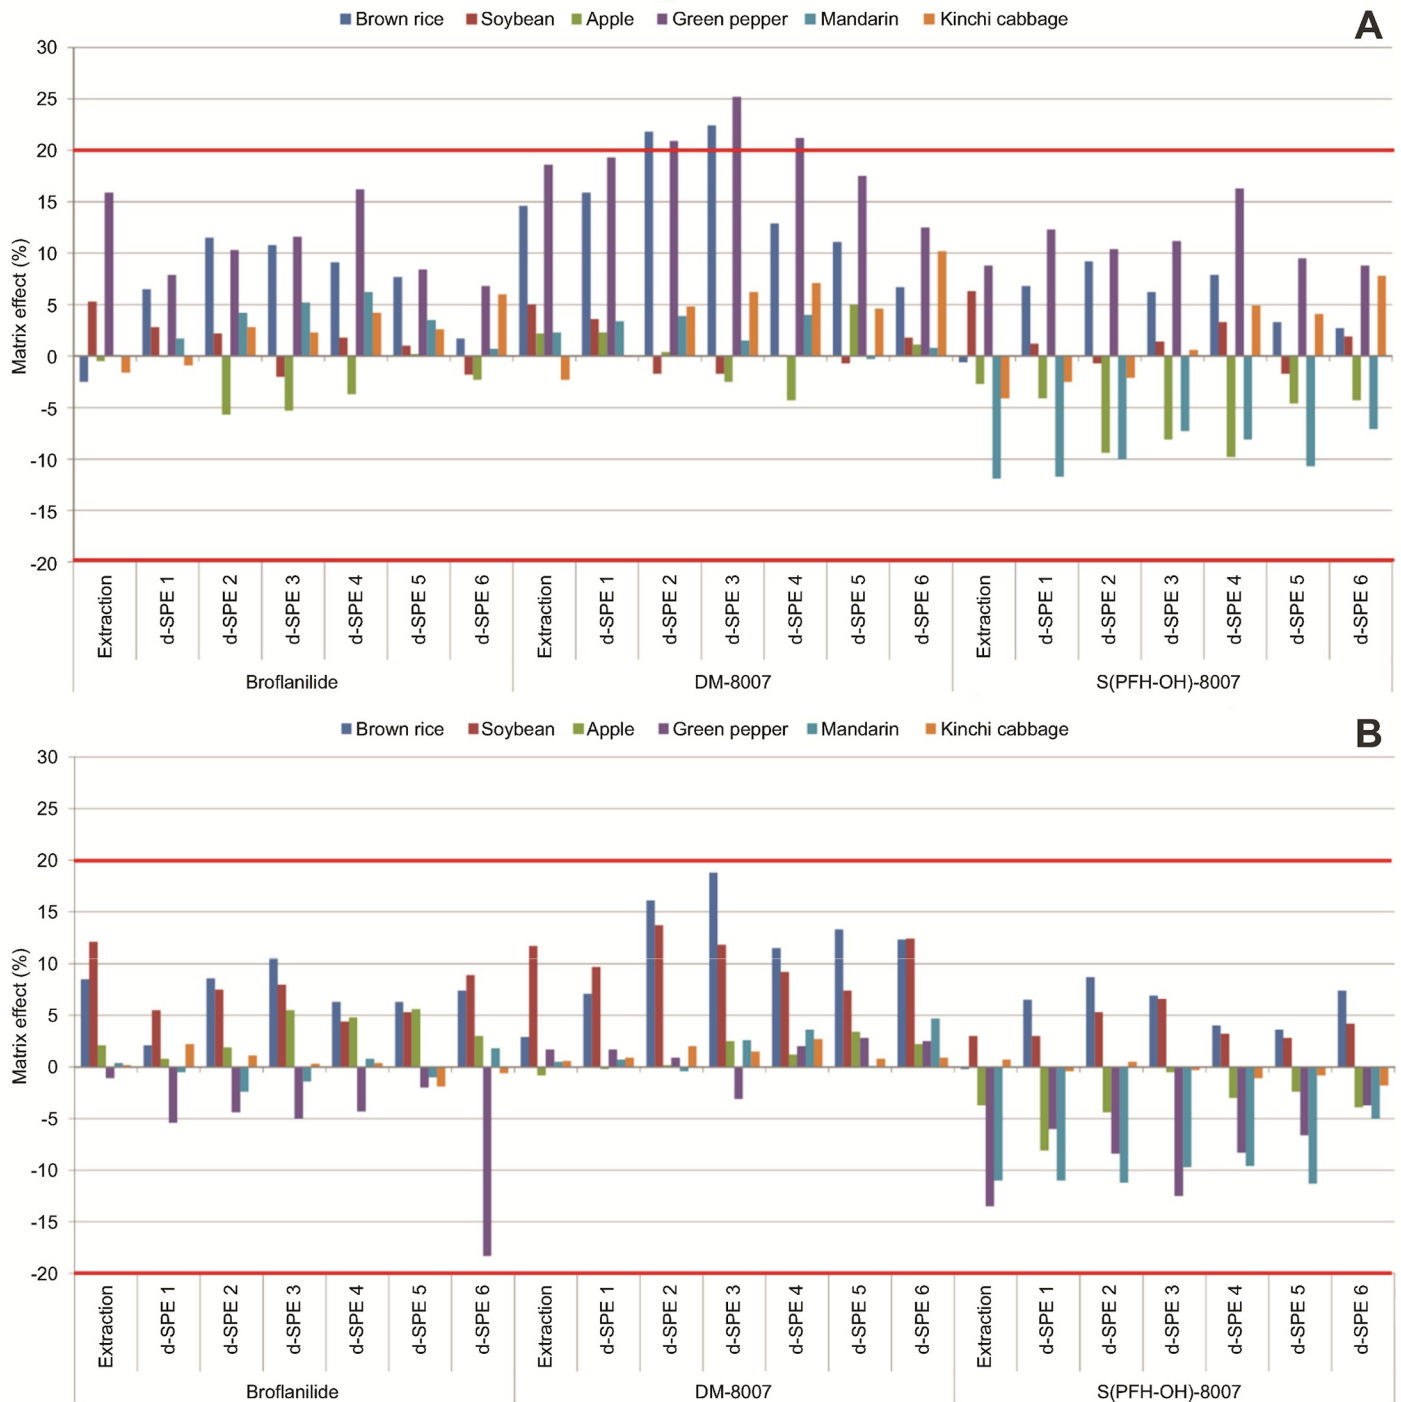 Brown rice Soybean Apple Green pepper Mandarin Kinchi cabbage A
30
25
20
15
10
5
0
-5
-10
-15
-20
Matrix effect (%)
Extraction d-SPE 1 d-SPE 2 d-SPE 3 d-SPE 4 d-SPE 5 d-SPE 6 Extraction d-SPE 1 d-SPE 2 d-SPE 3 d-SPE 4 d-SPE 5 d-SPE 6 Extraction d-SPE 1 d-SPE 2 d-SPE 3 d-SPE 4 d-SPE 5 d-SPE 6
Broflanilide DM-8007 S(PFH-OH)-8007
Brown rice Soybean Apple Green pepper Mandarin Kinchi cabbage B
30
25
20
15
10
5
0
-5
-10
-15
-20
Matrix effect (%)
Extraction d-SPE 1 d-SPE 2 d-SPE 3 d-SPE 4 d-SPE 5 d-SPE 6 Extraction d-SPE 1 d-SPE 2 d-SPE 3 d-SPE 4 d-SPE 5 d-SPE 6 Extraction d-SPE 1 d-SPE 2 d-SPE 3 d-SPE 4 d-SPE 5 d-SPE 6
Broflanilide DM-8007 S(PFH-OH)-8007